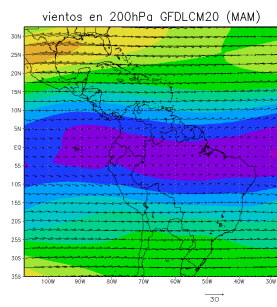 vientos en 200hPa GFDLCM20 (MAM)
30N
25N
20N
15N
10N
5N
EQ
5S
10S
15S
20S
25S
30S
35S
100W 90W 80W 70W 60W 50W 40W 30W
30